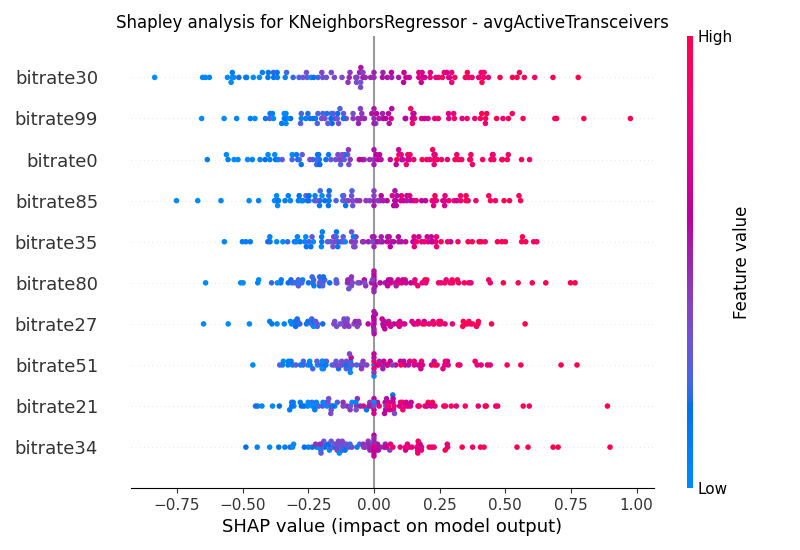 Shapley analysis for KNeighborsRegressor - avgActiveTransceivers
High
bitrate30
bitrate99
bitrate0
bitrate85
bitrate35
bitrate80
bitrate27
bitrate51
bitrate21
bitrate34
Feature value
Low
−0.75 −0.50 −0.25 0.00 0.25 0.50 0.75 1.00
SHAP value (impact on model output)